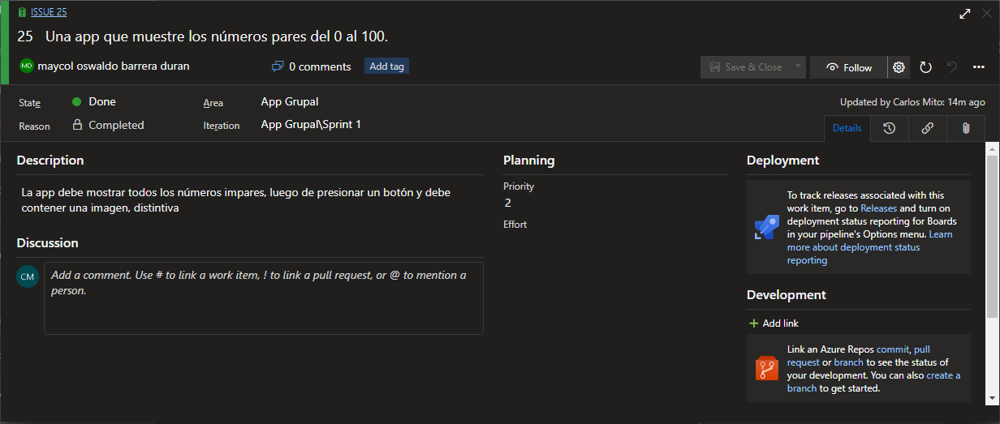 ISSUE 25
25 Una app que muestre los números pares del 0 al 100.
MD maycol oswaldo barrera duran
0 comments
Add tag
Save & Close
Follow
State Done
Area App Grupal
Updated by Carlos Mito: 14m ago
Reason Completed
Iteration App Grupal\Sprint 1
Details
Description
La app debe mostrar todos los números impares, luego de presionar un botón y debe
contener una imagen, distintiva
Discussion
CM
Add a comment. Use # to link a work item, ! to link a pull request, or @ to mention a
person.
Planning
Priority
2
Effort
Deployment
To track releases associated with this
work item, go to Releases and turn on
deployment status reporting for Boards
in your pipeline's Options menu. Learn
more about deployment status
reporting
Development
Add link
Link an Azure Repos commit, pull
request or branch to see the status of
your development. You can also create a
branch to get started.